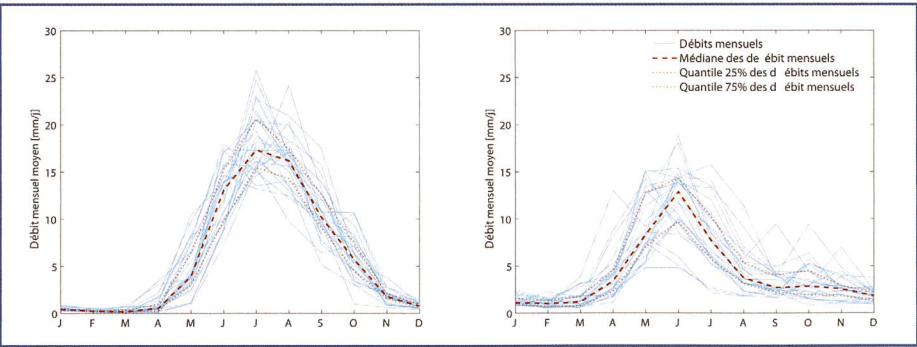 30
25
20
15
10
5
0
Débit mensuel moyen [mm/j]
J F M A M J J A S O N D
30
25
20
15
10
5
0
Débit mensuel moyen [mm/j]
J F M A M J J A S O N D
Débits mensuels
Médiane des de ébit mensuels
Quantile 25% des d ébits mensuels
Quantile 75% des d ébit mensuels